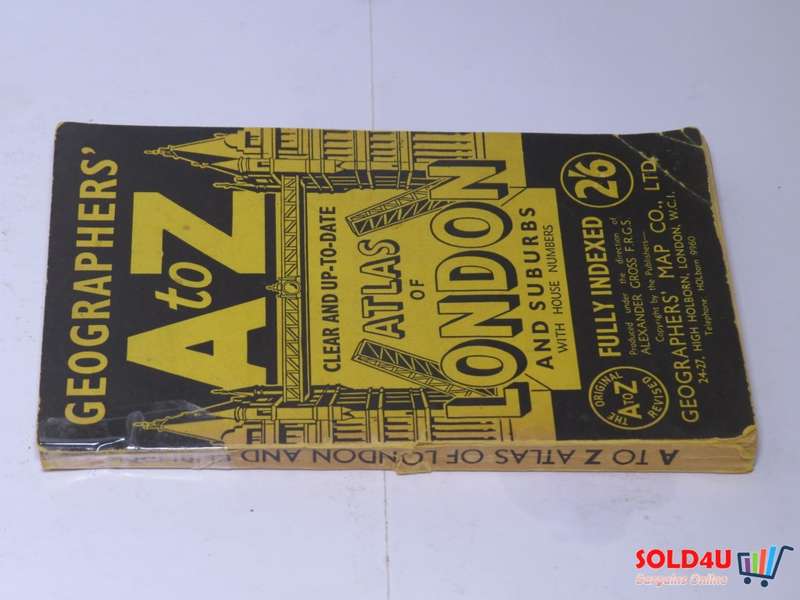 GEOGRAPHERS'
A to Z
CLEAR AND UP-TO-DATE
ATLAS
OF
LONDON
AND SUBURBS
WITH HOUSE NUMBERS
FULLY INDEXED 2'6
THE ORIGINAL
A to Z
REVISED
Produced under the direction of
ALEXANDER GROSS F.R.G.S.
Copyright by the Publishers—
GEOGRAPHERS' MAP CO., LTD.
24-27, HIGH HOLBORN, LONDON, W.C.1.
Telephone HOLborn 9960
A TO Z ATLAS OF LONDON AND
SOLD4U
Bargains Online